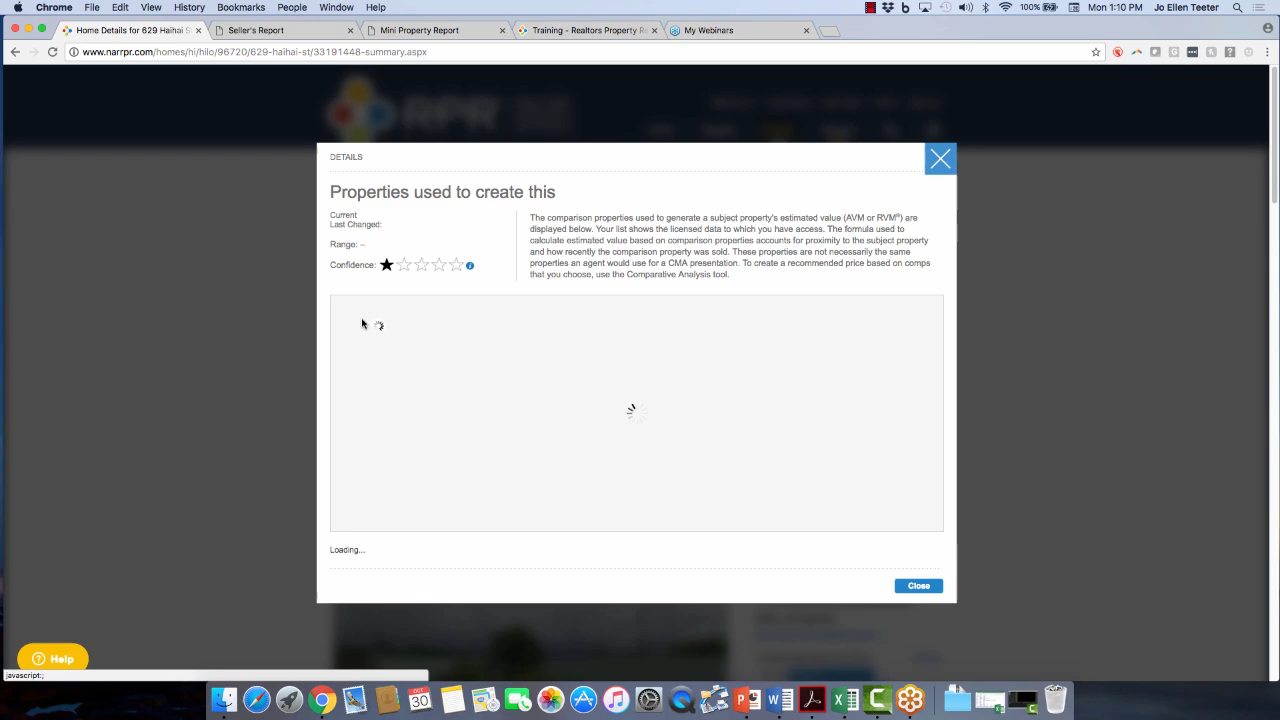 Chrome File Edit View History Bookmarks People Window Help 100% Mon 1:10 PM Jo Ellen Teeter
Home Details for 629 Haihai S Seller's Report Mini Property Report Training - Realtors Property Re My Webinars
www.narrpr.com/homes/hi/hilo/96720/629-haihai-st/33191448-summary.aspx
RPR
DETAILS
Properties used to create this
Current
Last Changed:
Range: –
Confidence:
The comparison properties used to generate a subject property's estimated value (AVM or RVM®) are
displayed below. Your list shows the licensed data to which you have access. The formula used to
calculate estimated value based on comparison properties accounts for proximity to the subject property
and how recently the comparison property was sold. These properties are not necessarily the same
properties an agent would use for a CMA presentation. To create a recommended price based on comps
that you choose, use the Comparative Analysis tool.
Loading...
Close
Help
javascript:;
OCT
30